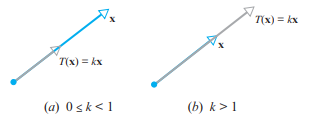 x
T(x) = kx
(a) 0 ≤ k < 1
T(x) = kx
x
(b) k > 1